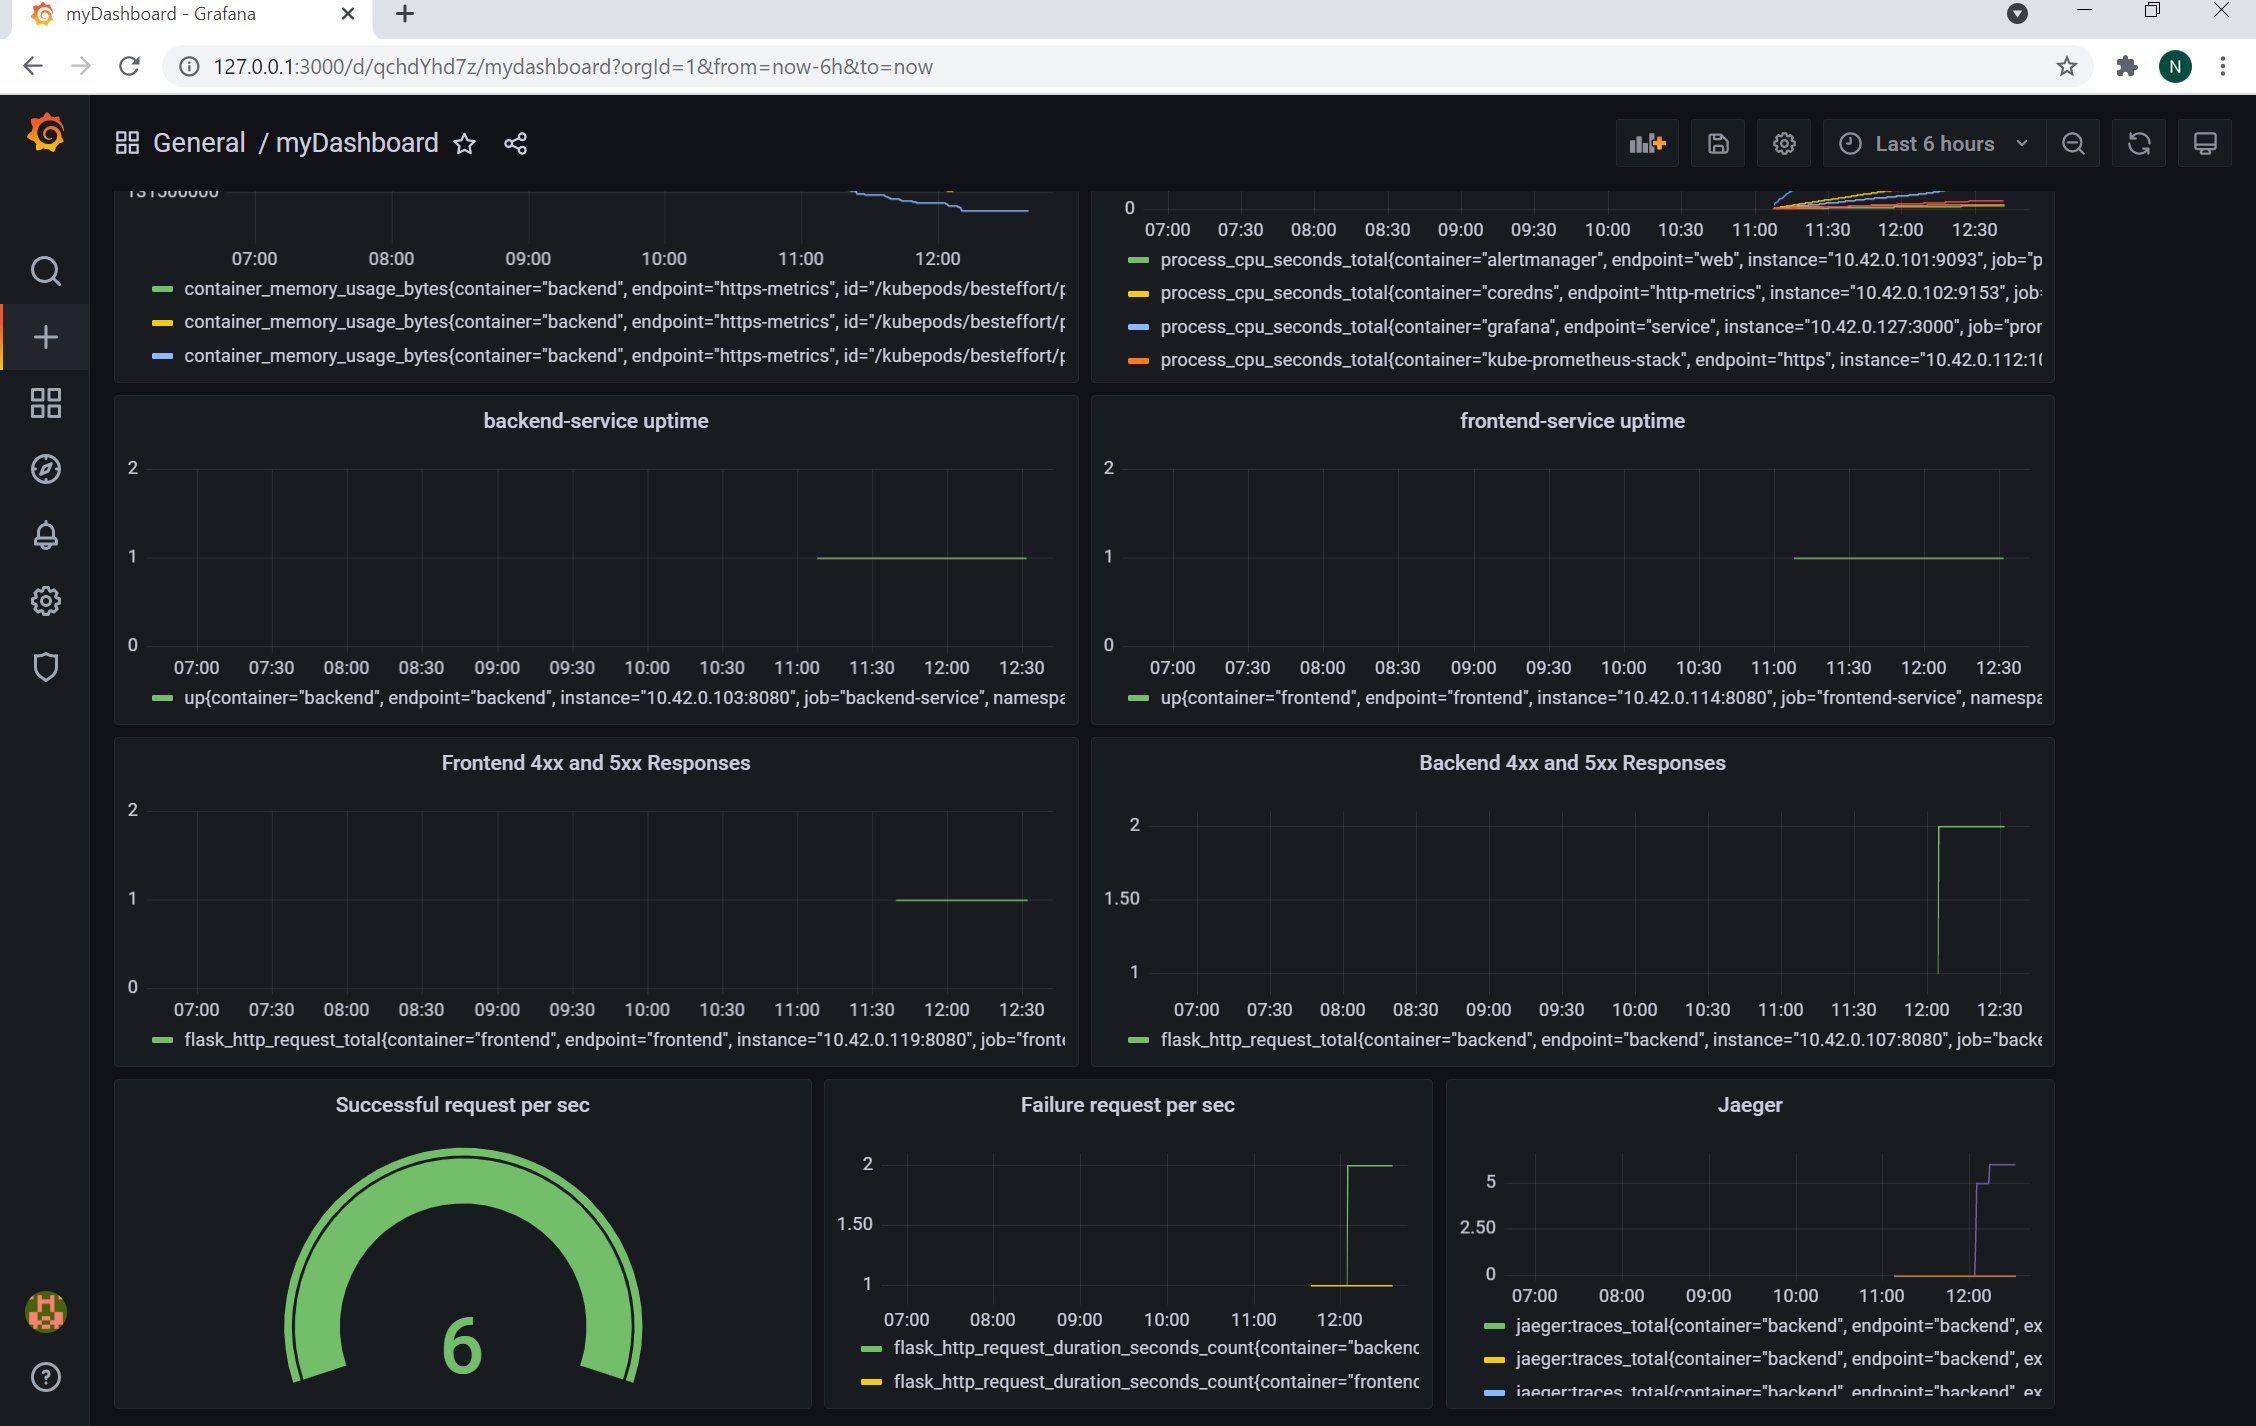 myDashboard - Grafana
127.0.0.1:3000/d/qchdYhd7z/mydashboard?orgId=1&from=now-6h&to=now
N
General / myDashboard
Last 6 hours
131500000
07:00 08:00 09:00 10:00 11:00 12:00
container_memory_usage_bytes{container="backend", endpoint="https-metrics", id="/kubepods/besteffort/p
container_memory_usage_bytes{container="backend", endpoint="https-metrics", id="/kubepods/besteffort/p
container_memory_usage_bytes{container="backend", endpoint="https-metrics", id="/kubepods/besteffort/p
0
07:00 07:30 08:00 08:30 09:00 09:30 10:00 10:30 11:00 11:30 12:00 12:30
process_cpu_seconds_total{container="alertmanager", endpoint="web", instance="10.42.0.101:9093", job="p
process_cpu_seconds_total{container="coredns", endpoint="http-metrics", instance="10.42.0.102:9153", job=
process_cpu_seconds_total{container="grafana", endpoint="service", instance="10.42.0.127:3000", job="pror
process_cpu_seconds_total{container="kube-prometheus-stack", endpoint="https", instance="10.42.0.112:10
backend-service uptime
2
1
0
07:00 07:30 08:00 08:30 09:00 09:30 10:00 10:30 11:00 11:30 12:00 12:30
up{container="backend", endpoint="backend", instance="10.42.0.103:8080", job="backend-service", namespa
frontend-service uptime
2
1
0
07:00 07:30 08:00 08:30 09:00 09:30 10:00 10:30 11:00 11:30 12:00 12:30
up{container="frontend", endpoint="frontend", instance="10.42.0.114:8080", job="frontend-service", namespa
Frontend 4xx and 5xx Responses
2
1
0
07:00 07:30 08:00 08:30 09:00 09:30 10:00 10:30 11:00 11:30 12:00 12:30
flask_http_request_total{container="frontend", endpoint="frontend", instance="10.42.0.119:8080", job="fronte
Backend 4xx and 5xx Responses
2
1.50
1
07:00 07:30 08:00 08:30 09:00 09:30 10:00 10:30 11:00 11:30 12:00 12:30
flask_http_request_total{container="backend", endpoint="backend", instance="10.42.0.107:8080", job="backe
Successful request per sec
6
Failure request per sec
2
1.50
1
07:00 08:00 09:00 10:00 11:00 12:00
flask_http_request_duration_seconds_count{container="backend
flask_http_request_duration_seconds_count{container="frontend
Jaeger
5
2.50
0
07:00 08:00 09:00 10:00 11:00 12:00
jaeger:traces_total{container="backend", endpoint="backend", ex
jaeger:traces_total{container="backend", endpoint="backend", ex
jaeger:traces_total{container="backend", endpoint="backend", ex